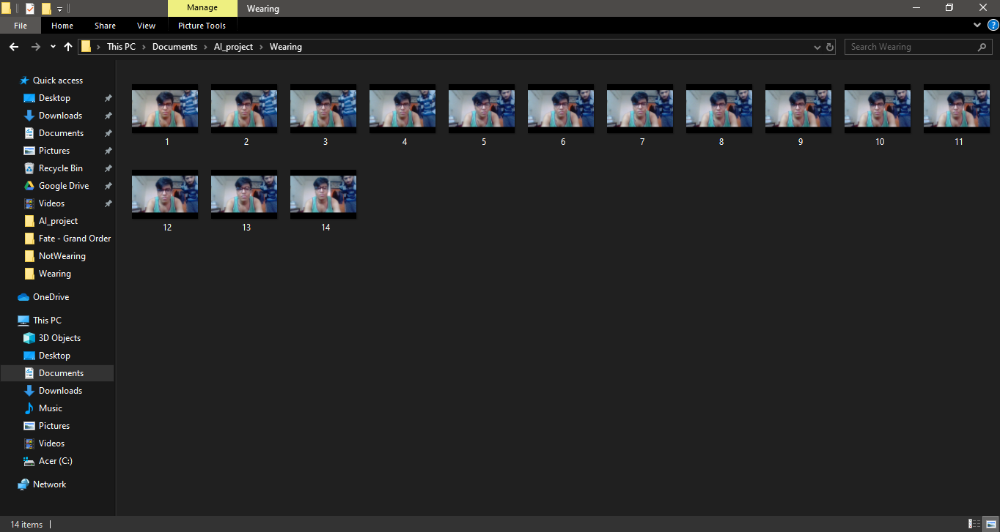 Manage
Wearing
File
Home
Share
View
Picture Tools
?
This PC
Documents
AI_project
Wearing
Search Wearing
Quick access
Desktop
Downloads
Documents
Pictures
Recycle Bin
Google Drive
Videos
AI_project
Fate - Grand Order
NotWearing
Wearing
OneDrive
This PC
3D Objects
Desktop
Documents
Downloads
Music
Pictures
Videos
Acer (C:)
Network
1 2 3 4 5 6 7 8 9 10 11
12 13 14
14 items